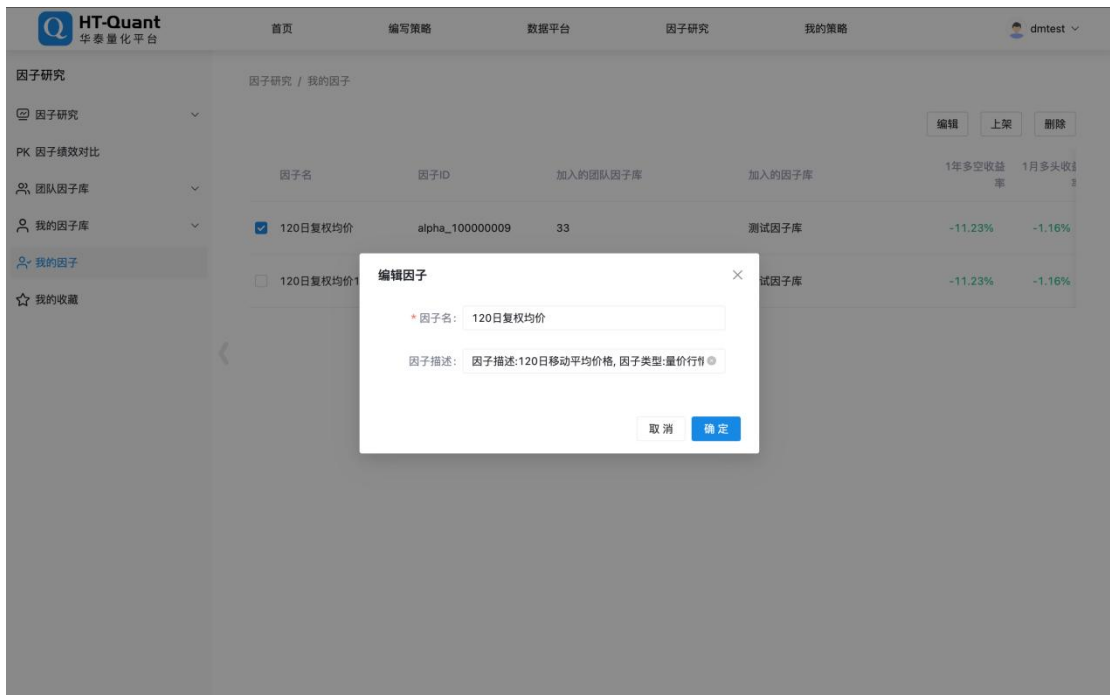 HT-Quant
华泰量化平台
首页 编写策略 数据平台 因子研究 我的策略 dmtest
因子研究
因子研究 / 我的因子
因子研究
编辑 上架 删除
PK 因子绩效对比
因子名 因子ID 加入的团队因子库 加入的因子库 1年多空收益率 1月多头收益
团队因子库
我的因子库
120日复权均价 alpha_100000009 33 测试因子库 -11.23% -1.16%
我的因子
120日复权均价1 试因子库 -11.23% -1.16%
我的收藏
编辑因子
* 因子名: 120日复权均价
因子描述: 因子描述:120日移动平均价格, 因子类型:量价行
取消 确定